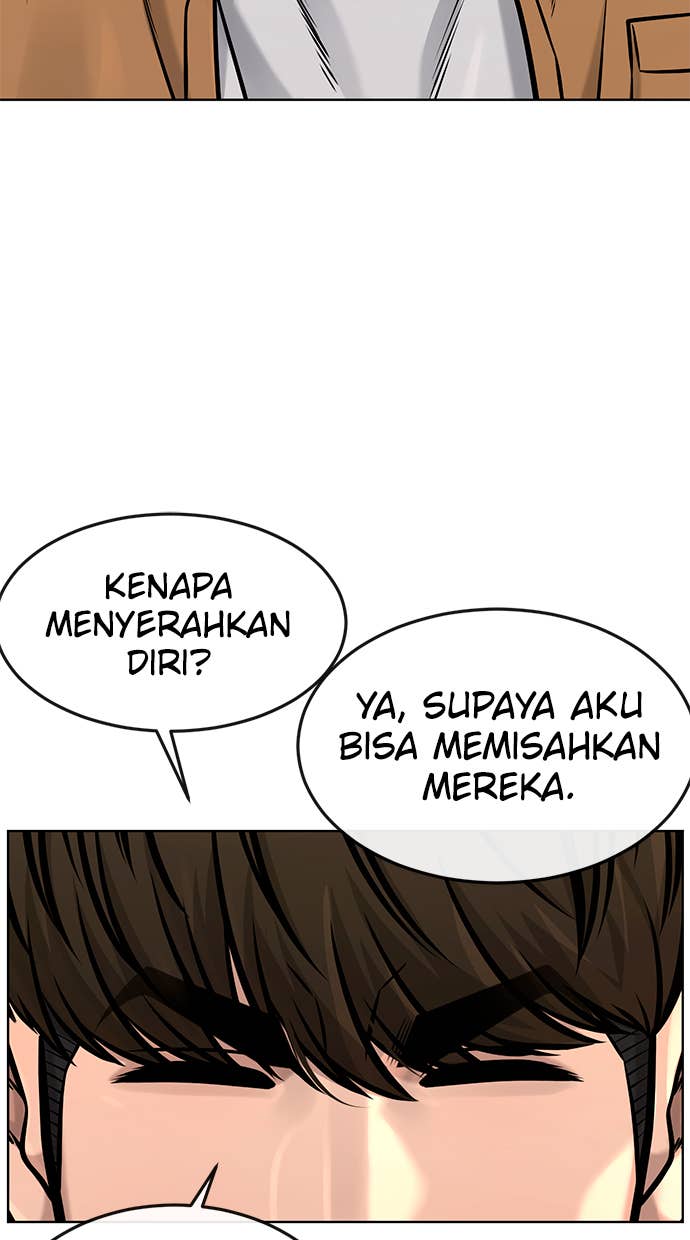 KENAPA
MENYERAHKAN
DIRI?
YA, SUPAYA AKU
BISA MEMISAHKAN
MEREKA.